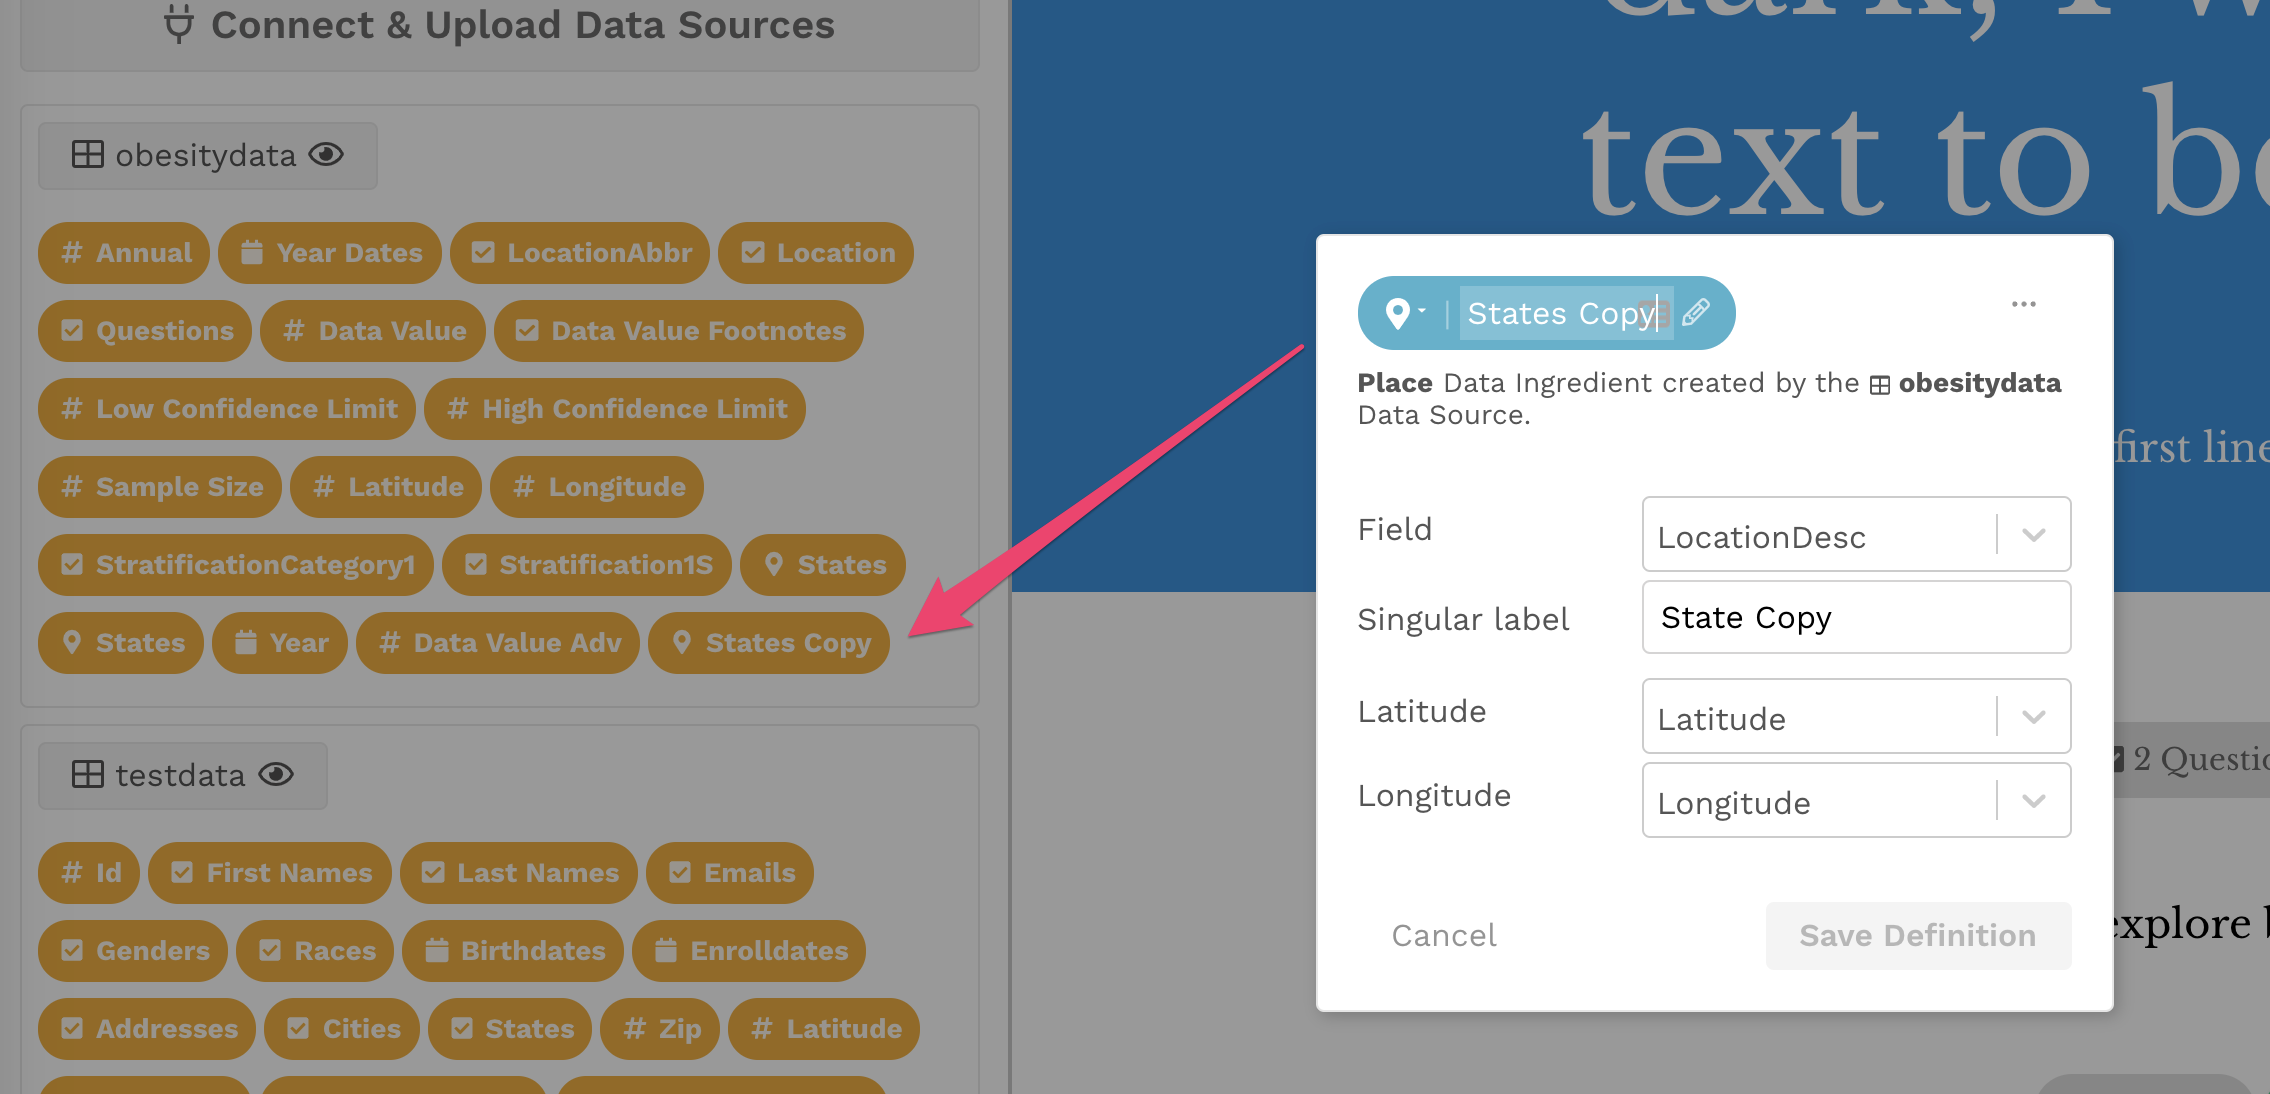 Connect & Upload Data Sources
obesitydata
# Annual Year Dates LocationAbbr Location
Questions # Data Value Data Value Footnotes
# Low Confidence Limit # High Confidence Limit
# Sample Size # Latitude # Longitude
StratificationCategory1 Stratification1S States
States Year # Data Value Adv States Copy
testdata
# Id First Names Last Names Emails
Genders Races Birthdates Enrolldates
Addresses Cities States # Zip # Latitude
text to b
first line
2 Questio
explore
States Copy
...
Place Data Ingredient created by the obesitydata
Data Source.
Field LocationDesc
Singular label State Copy
Latitude Latitude
Longitude Longitude
Cancel Save Definition